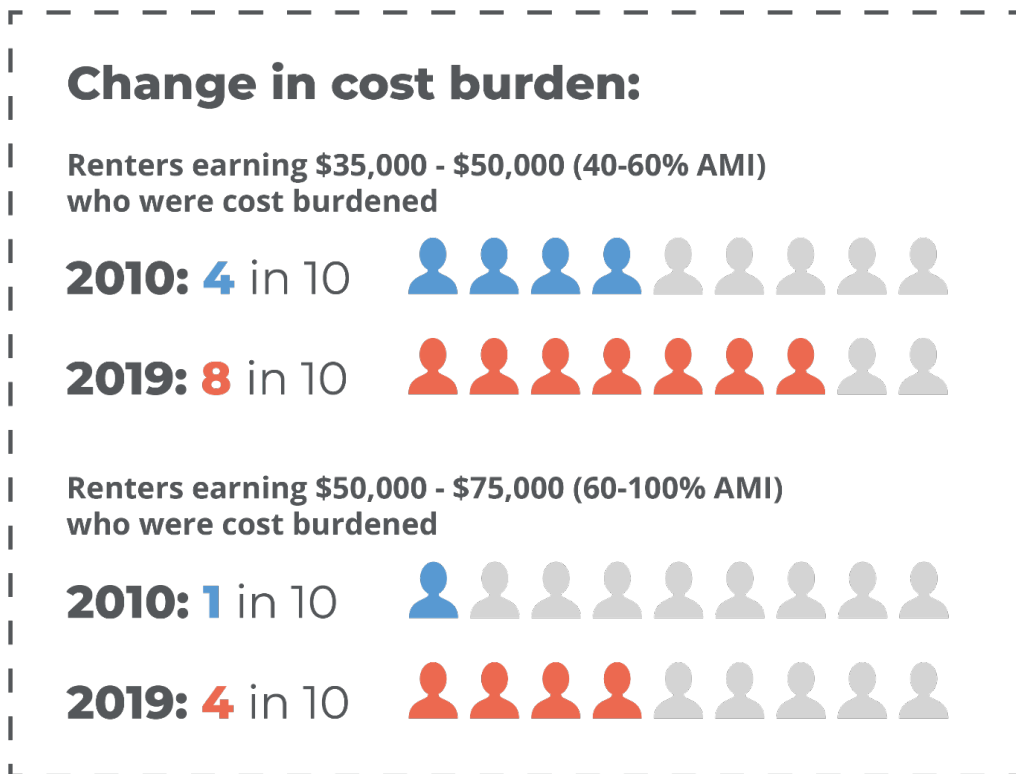 Change in cost burden:
Renters earning $35,000 - $50,000 (40-60% AMI)
who were cost burdened
2010: 4 in 10
2019: 8 in 10
Renters earning $50,000 - $75,000 (60-100% AMI)
who were cost burdened
2010: 1 in 10
2019: 4 in 10